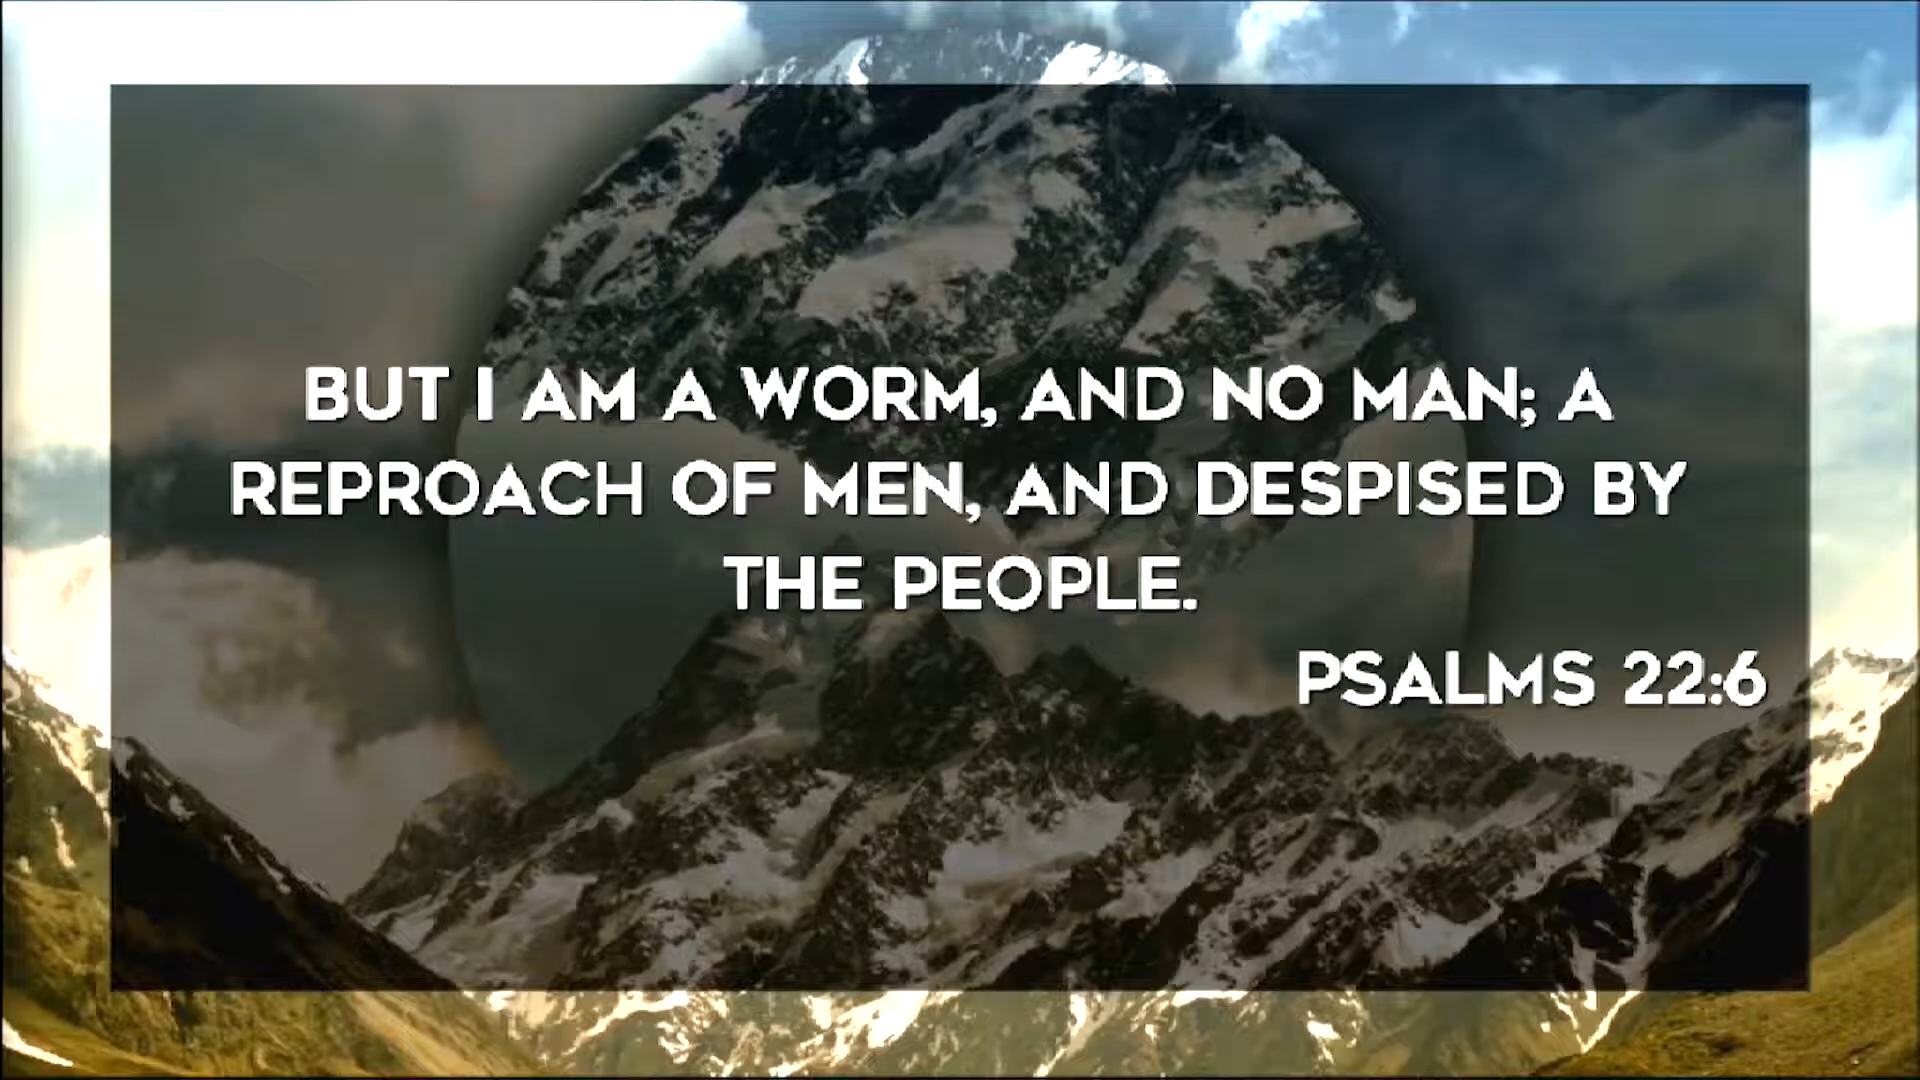 BUT I AM A WORM, AND NO MAN; A
REPROACH OF MEN, AND DESPISED BY
THE PEOPLE.
PSALMS 22:6